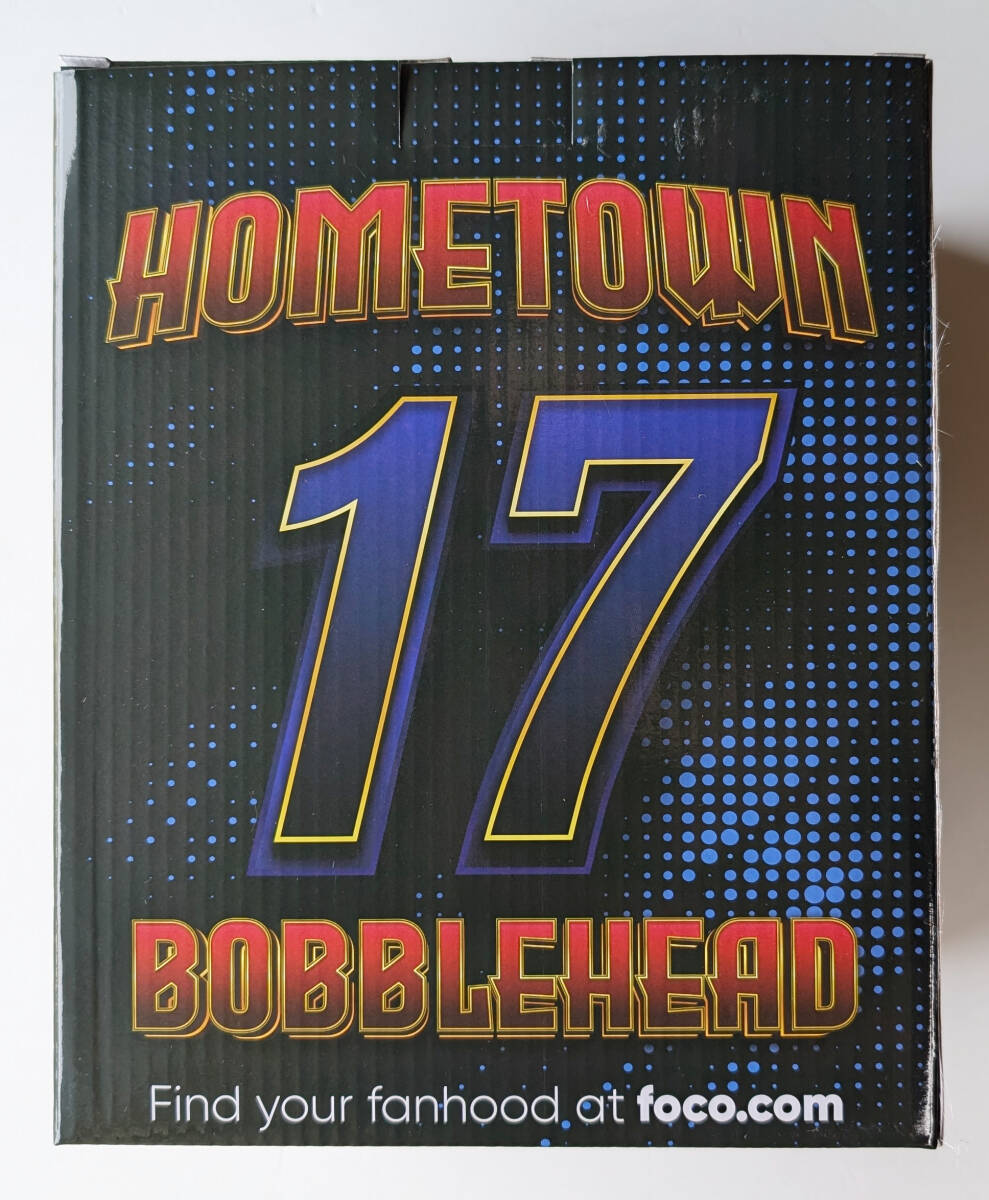 HOMETOWN
17
BOBBLEHEAD
Find your fanhood at foco.com